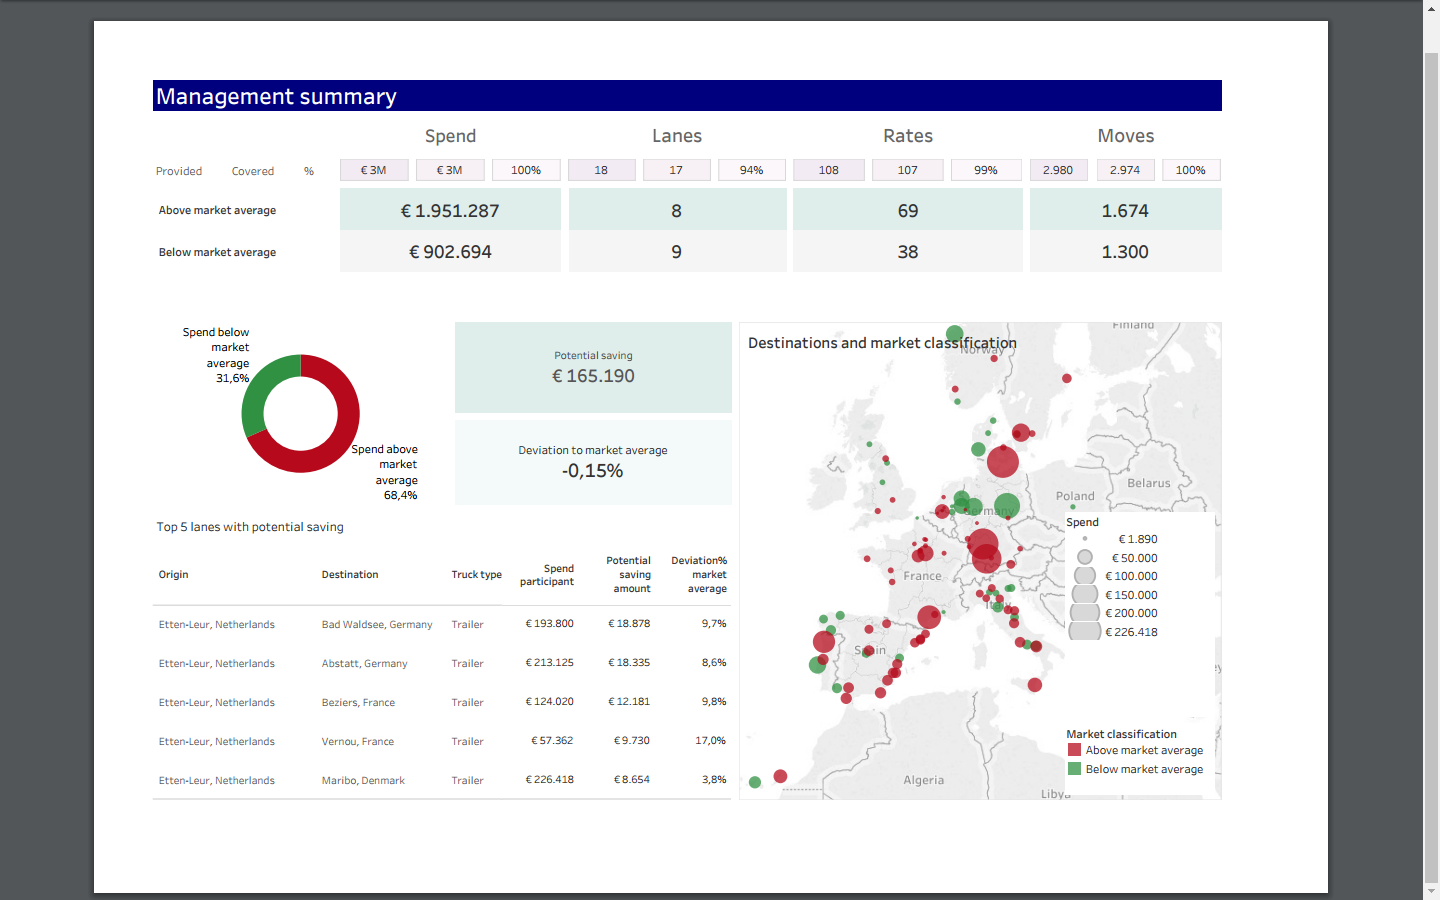 Management summary
Spend Lanes Rates Moves
Provided Covered % € 3M € 3M 100% 18 17 94% 108 107 99% 2.980 2.974 100%
Above market average € 1.951.287 8 69 1.674
Below market average € 902.694 9 38 1.300
Spend below
market
average
31,6%
Spend above
market
average
68,4%
Potential saving
€ 165.190
Deviation to market average
-0,15%
Top 5 lanes with potential saving
Origin Destination Truck type Spend participant Potential saving amount Deviation% market average
Etten-Leur, Netherlands Bad Waldsee, Germany Trailer € 193.800 € 18.878 9,7%
Etten-Leur, Netherlands Abstatt, Germany Trailer € 213.125 € 18.335 8,6%
Etten-Leur, Netherlands Beziers, France Trailer € 124.020 € 12.181 9,8%
Etten-Leur, Netherlands Vernou, France Trailer € 57.362 € 9.730 17,0%
Etten-Leur, Netherlands Maribo, Denmark Trailer € 226.418 € 8.654 3,8%
Destinations and market classification
Finland
Norway
Belarus
Poland
Germany
France
Italy
Spain
Algeria
Libya
Spend
€ 1.890
€ 50.000
€ 100.000
€ 150.000
€ 200.000
€ 226.418
Market classification
Above market average
Below market average